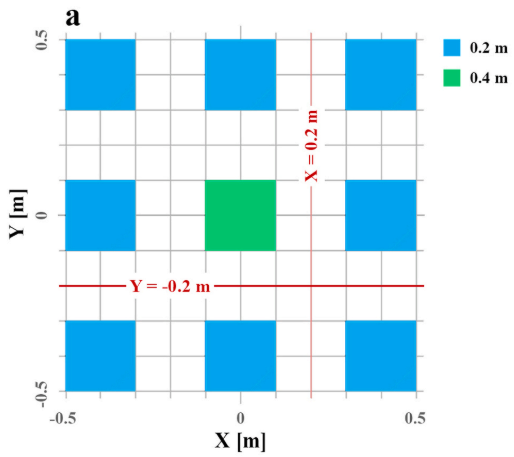 a
0.2 m
0.4 m
0.5
0
-0.5
Y [m]
X = 0.2 m
Y = -0.2 m
-0.5
0
0.5
X [m]